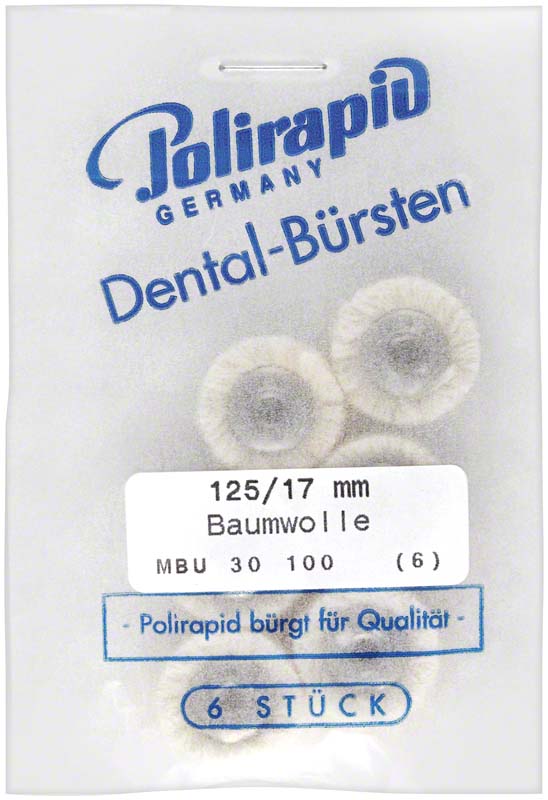 Polirapid
GERMANY
Dental-Bürsten
125/17 mm
Baumwolle
MBU 30 100 (6)
- Polirapid bürgt für Qualität -
6 STÜCK